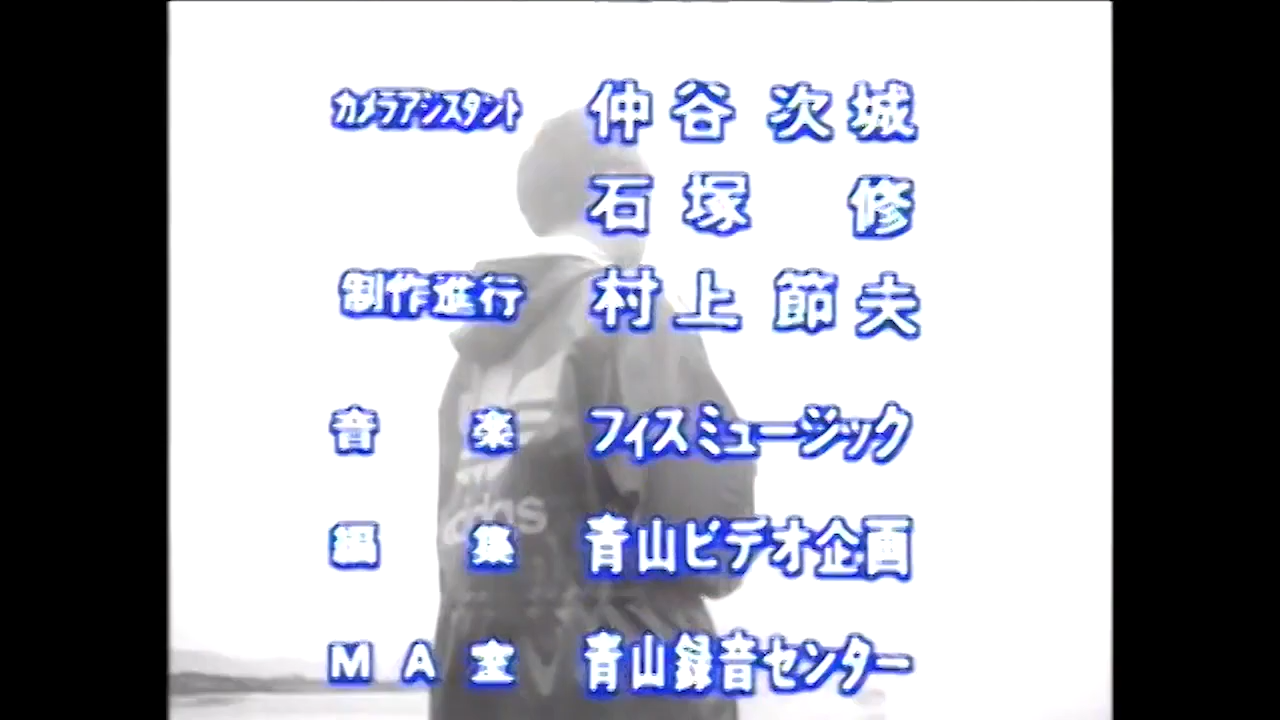 カメラアシスタント 仲谷 次城
石塚 修
制作進行 村上 節夫
音楽 フィスミュージック
編集 青山ビデオ企画
MA室 青山録音センター
adidas